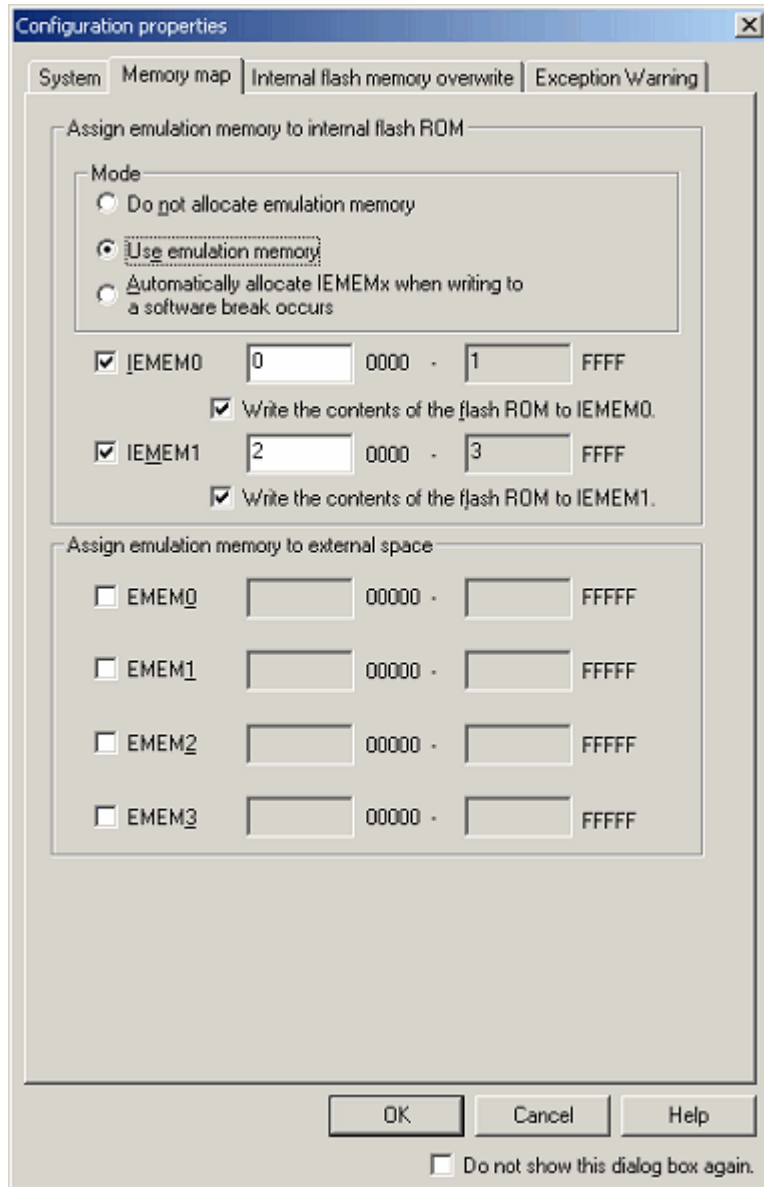 Configuration properties
System Memory map Internal flash memory overwrite Exception Warning
Assign emulation memory to internal flash ROM
Mode
Do not allocate emulation memory
Use emulation memory
Automatically allocate IEMEMx when writing to
a software break occurs
IEMEM0 0 0000 - 1 FFFF
Write the contents of the flash ROM to IEMEM0.
IEMEM1 2 0000 - 3 FFFF
Write the contents of the flash ROM to IEMEM1.
Assign emulation memory to external space
EMEM0 00000 - FFFFF
EMEM1 00000 - FFFFF
EMEM2 00000 - FFFFF
EMEM3 00000 - FFFFF
OK Cancel Help
Do not show this dialog box again.